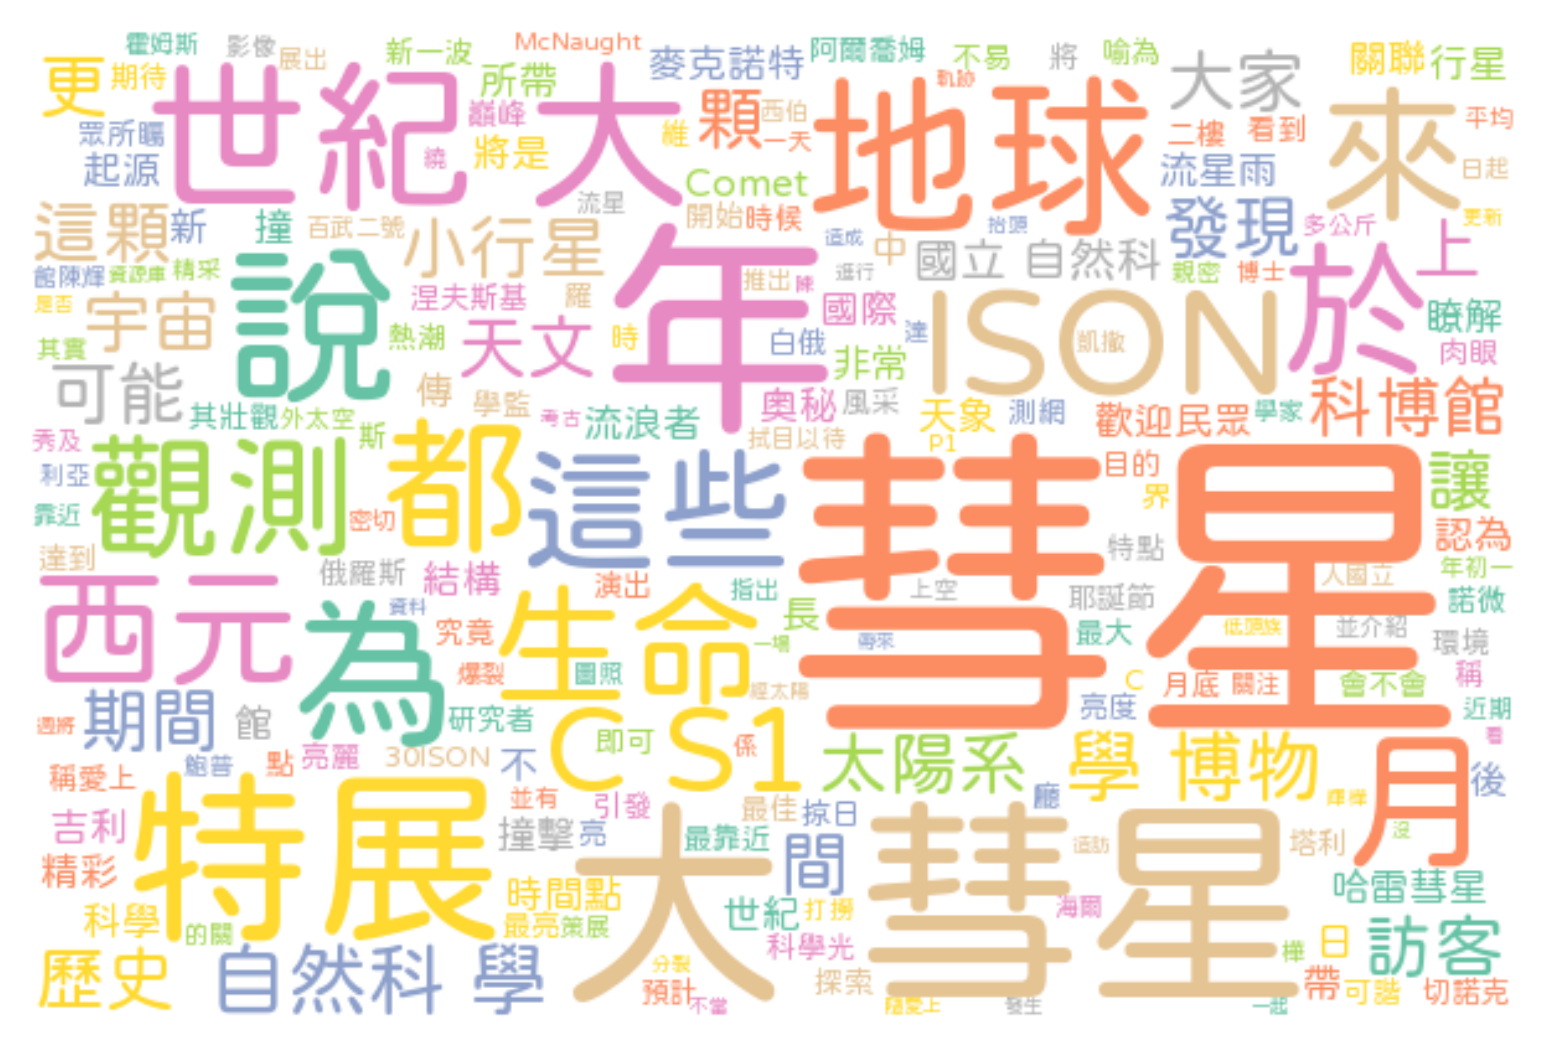 霍姆斯 影像 展出 新一波 McNaught 麥克諾特 阿爾喬姆 不易 將 喻為 關聯 行星
更 期待 世紀大 所帶 巔峰 顆 西伯 軌跡 地球 大家 來
眾所矚 起源 繞 將是 維 一天 二樓 看到 平均
流星 Comet 流星雨 日起
這顆 新 撞 百武二號 小行星 開始 時候 造成 中 抬頭 發現 多公斤 上 更新
館陳輝 資源庫 精采 說 年 推出 陳 進行 國立 自然科 親密 博士 於
是否 宇宙 涅夫斯基 羅 國際 ISON 瞭解
其實 熱潮 天文 時 白俄 達 凱撤 肉眼
可能 傳 學監 非常
其壯觀 外太空 考古 流浪者 奧秘 風采 天象 測網 歡迎民眾 學家 科博館
秀及 觀測 斯 都 這些 拭目以待 P1 彗星 目的 讓
利亞 界
靠近 密切 認為
達到 俄羅斯 結構 演出 指出 上空 特點 人國立 年初一
西元 為 資料 生命 長 耶誕節 諾微
究竟 一場 帶來 最大 低頭族 並介紹 環境
爆裂 圖照 經太陽 C 月底 關注 會不會 稱
週將 期間 館 研究者 C S1 亮度 近期
點 亮麗 30ISON 不 即可 係 太陽系 學 博物 月 看
稱愛上 鮑普 後
吉利 特展 並有 引發 最佳 掠日 廳 輝樺
撞擊 亮 大彗星 最靠近 間 造訪 塔利 沒
精彩 時間點 哈雷彗星
科學 的關 最亮 策展 世紀 打撈 海爾
歷史 自然科 學 分裂 科學光 樺 日 訪客
預計 不當 探索 隨愛上 發生 一起 帶 可諧 切諾克